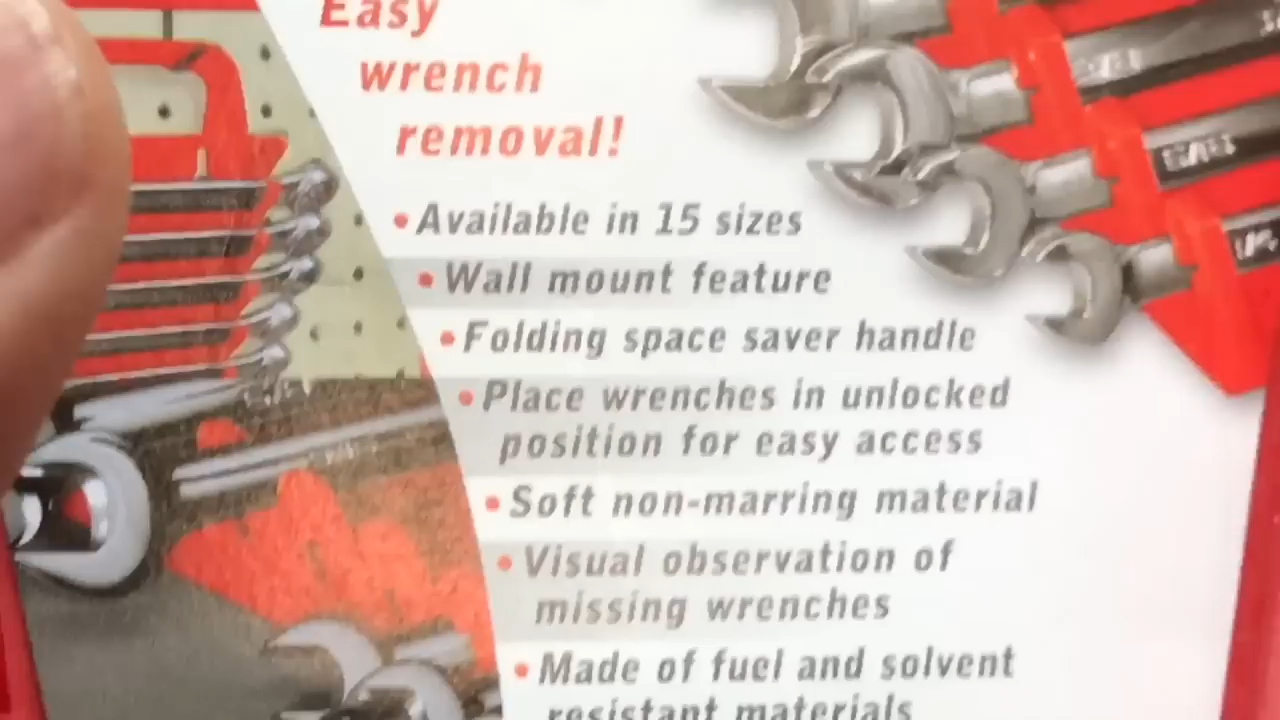 Easy
wrench
removal!
• Available in 15 sizes
• Wall mount feature
• Folding space saver handle
• Place wrenches in unlocked
position for easy access
• Soft non-marring material
• Visual observation of
missing wrenches
• Made of fuel and solvent
resistant materials